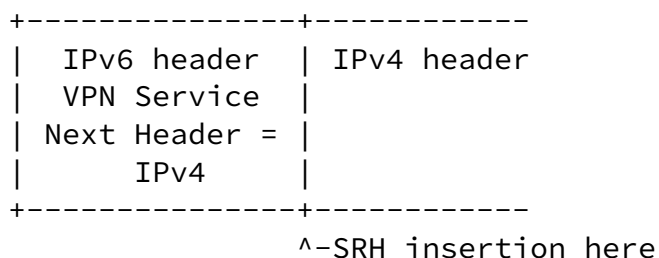 +---------------+------------
|   IPv6 header  | IPv4 header
|   VPN Service  |
| Next Header =  |
|      IPv4      |
+---------------+------------
^-SRH insertion here